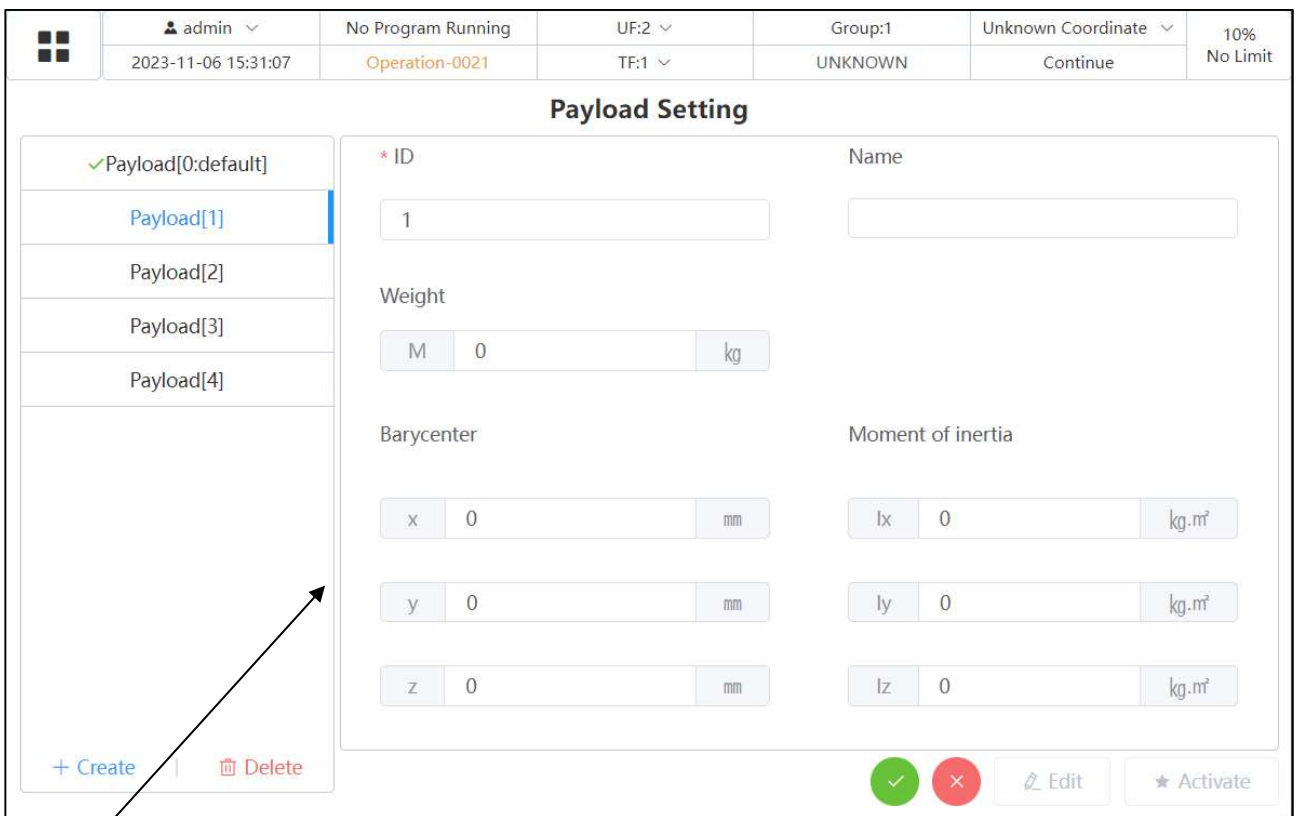 admin No Program Running UF:2 Group:1 Unknown Coordinate 10%
2023-11-06 15:31:07 Operation-0021 TF:1 UNKNOWN Continue No Limit
Payload Setting
Payload[0:default]
Payload[1]
Payload[2]
Payload[3]
Payload[4]
+ Create | Delete
* ID Name
1
Weight
M 0 kg
Barycenter Moment of inertia
x 0 mm Ix 0 kg.m²
y 0 mm Iy 0 kg.m²
z 0 mm Iz 0 kg.m²
Edit Activate